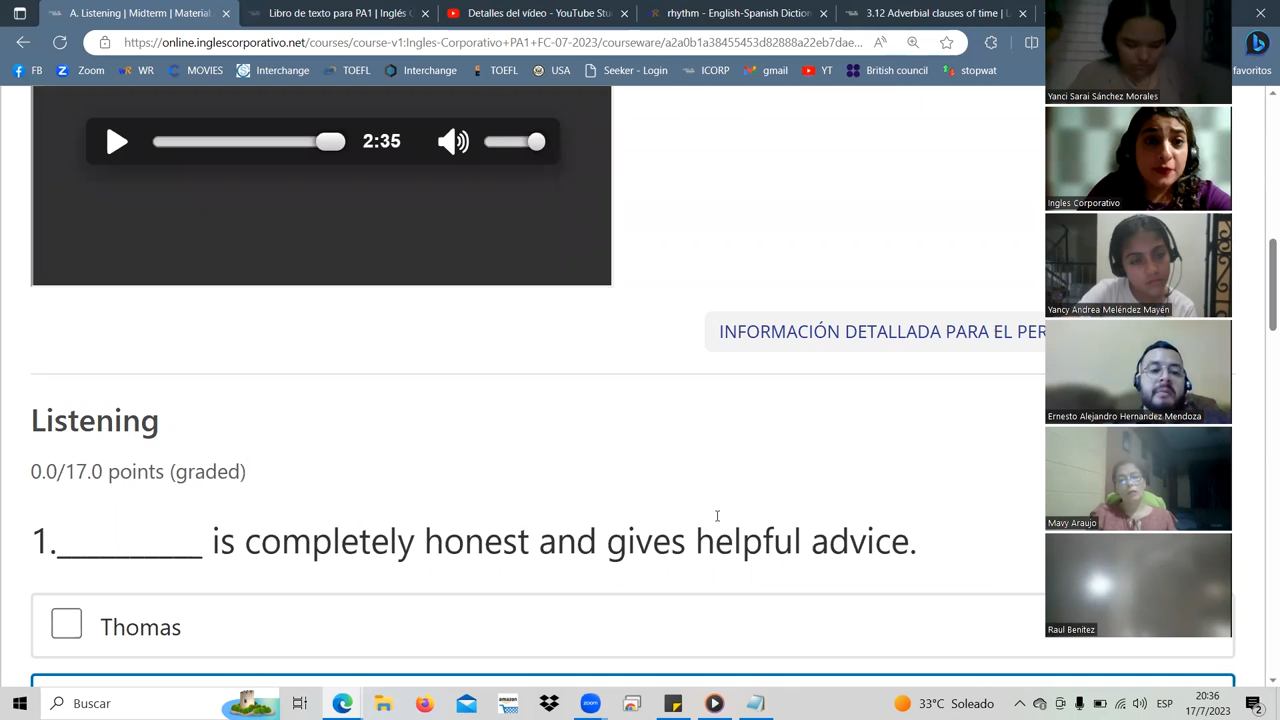 A. Listening | Midterm | Material
Libro de texto para PA1 | Inglés C
Detalles del vídeo - YouTube Stu
rhythm - English-Spanish Diction
3.12 Adverbial clauses of time | L
https://online.inglescorporativo.net/courses/course-v1:Ingles-Corporativo+PA1+FC-07-2023/courseware/a2a0b1a38455453d82888a22eb7dae...
FB
Zoom
WR
MOVIES
Interchange
TOEFL
Interchange
TOEFL
USA
Seeker - Login
ICORP
gmail
YT
British council
stopwat
favoritos
Yanci Sarai Sánchez Morales
2:35
Ingles Corporativo
Yancy Andrea Meléndez Mayén
INFORMACIÓN DETALLADA PARA EL PER
Listening
Ernesto Alejandro Hernandez Mendoza
0.0/17.0 points (graded)
Mavy Araujo
1.__________ is completely honest and gives helpful advice.
Thomas
Raul Benitez
Buscar
33°C Soleado
ESP
20:36
17/7/2023
2